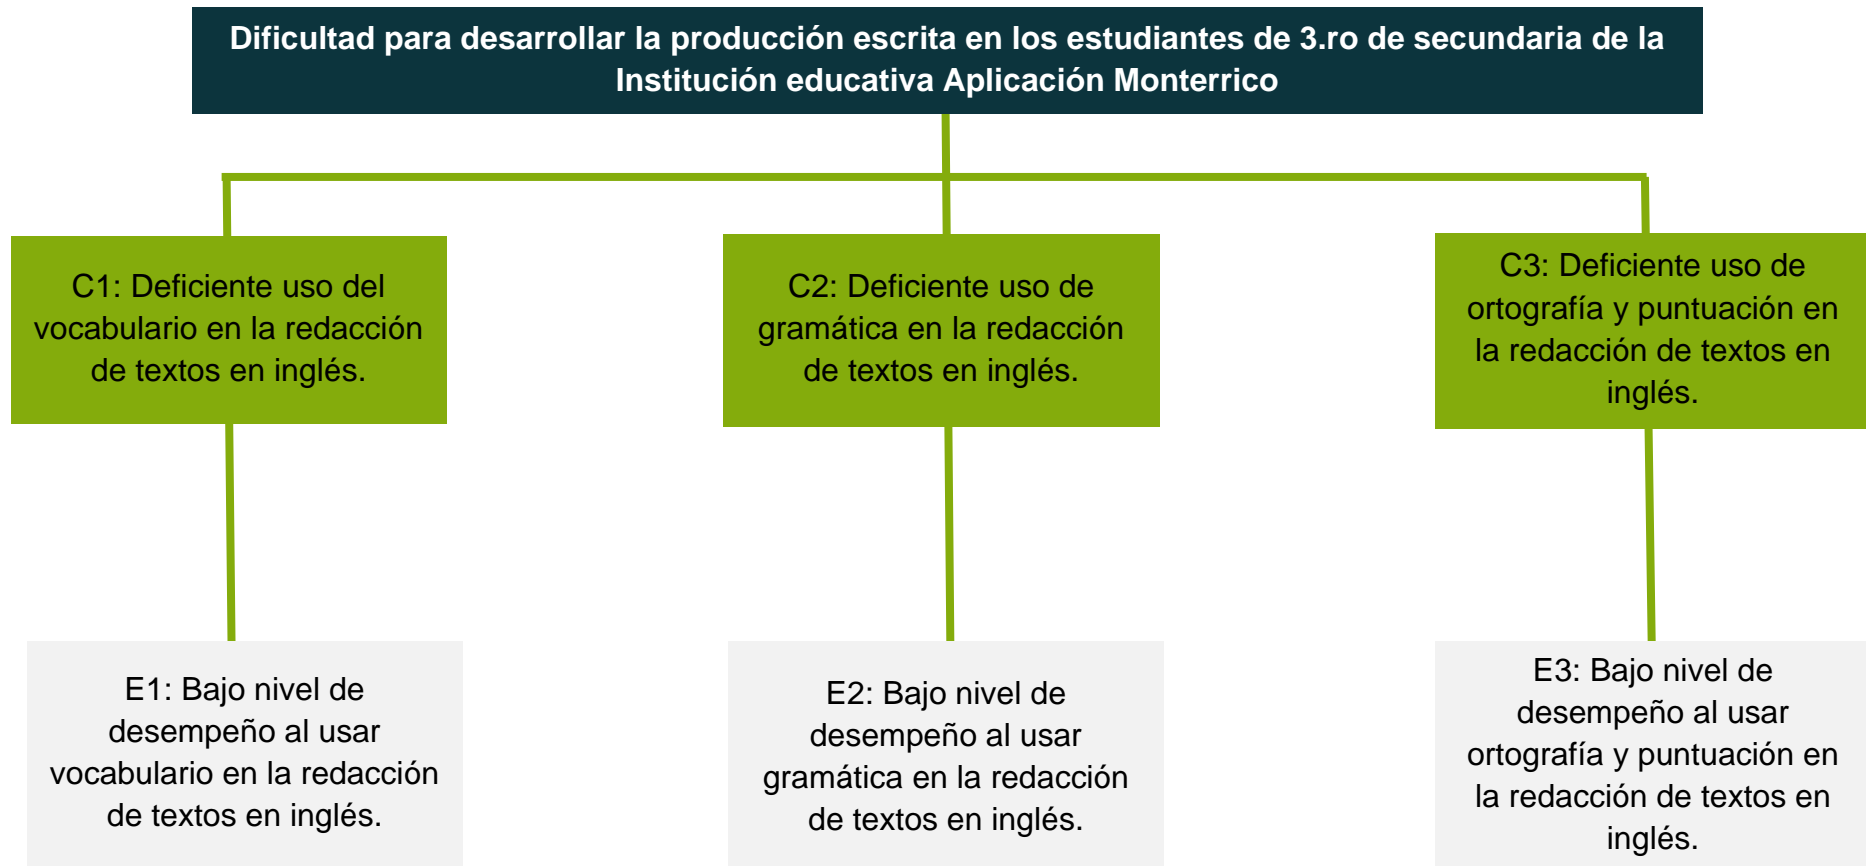 Dificultad para desarrollar la producción escrita en los estudiantes de 3.ro de secundaria de la
Institución educativa Aplicación Monterrico
C1: Deficiente uso del
vocabulario en la redacción
de textos en inglés.
C2: Deficiente uso de
gramática en la redacción
de textos en inglés.
C3: Deficiente uso de
ortografía y puntuación en
la redacción de textos en
inglés.
E1: Bajo nivel de
desempeño al usar
vocabulario en la redacción
de textos en inglés.
E2: Bajo nivel de
desempeño al usar
gramática en la redacción
de textos en inglés.
E3: Bajo nivel de
desempeño al usar
ortografía y puntuación en
la redacción de textos en
inglés.